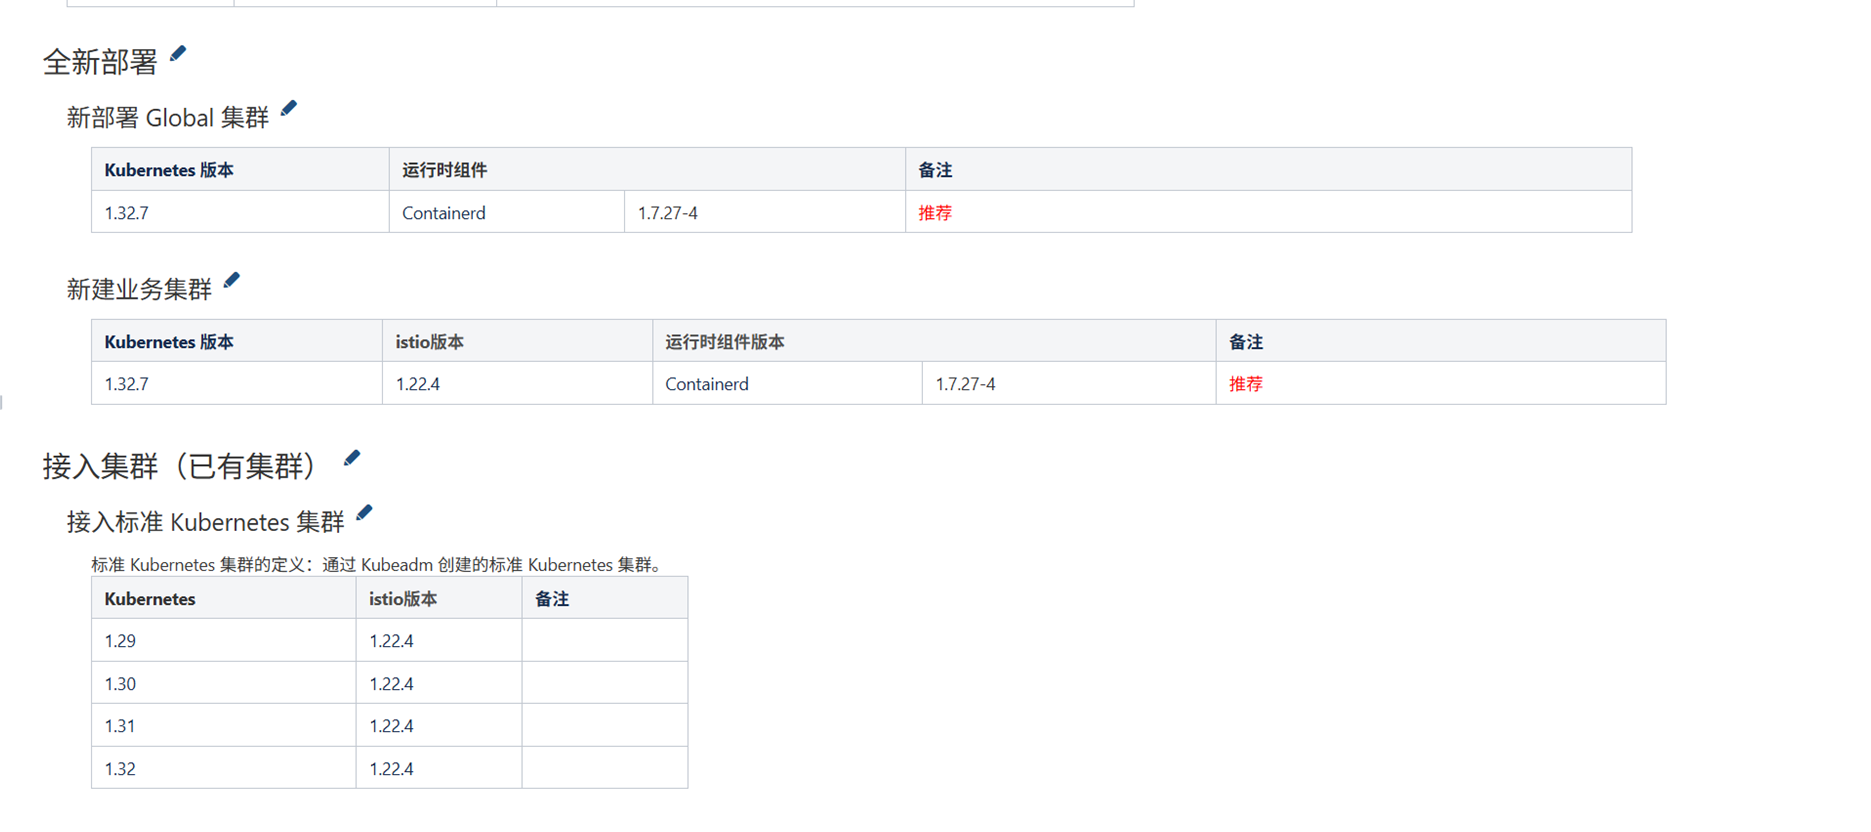 全新部署
新部署 Global 集群
Kubernetes 版本 运行时组件 备注
1.32.7 Containerd 1.7.27-4 推荐
新建业务集群
Kubernetes 版本 istio版本 运行时组件版本 备注
1.32.7 1.22.4 Containerd 1.7.27-4 推荐
接入集群（已有集群）
接入标准 Kubernetes 集群
标准 Kubernetes 集群的定义：通过 Kubeadm 创建的标准 Kubernetes 集群。
Kubernetes istio版本 备注
1.29 1.22.4
1.30 1.22.4
1.31 1.22.4
1.32 1.22.4